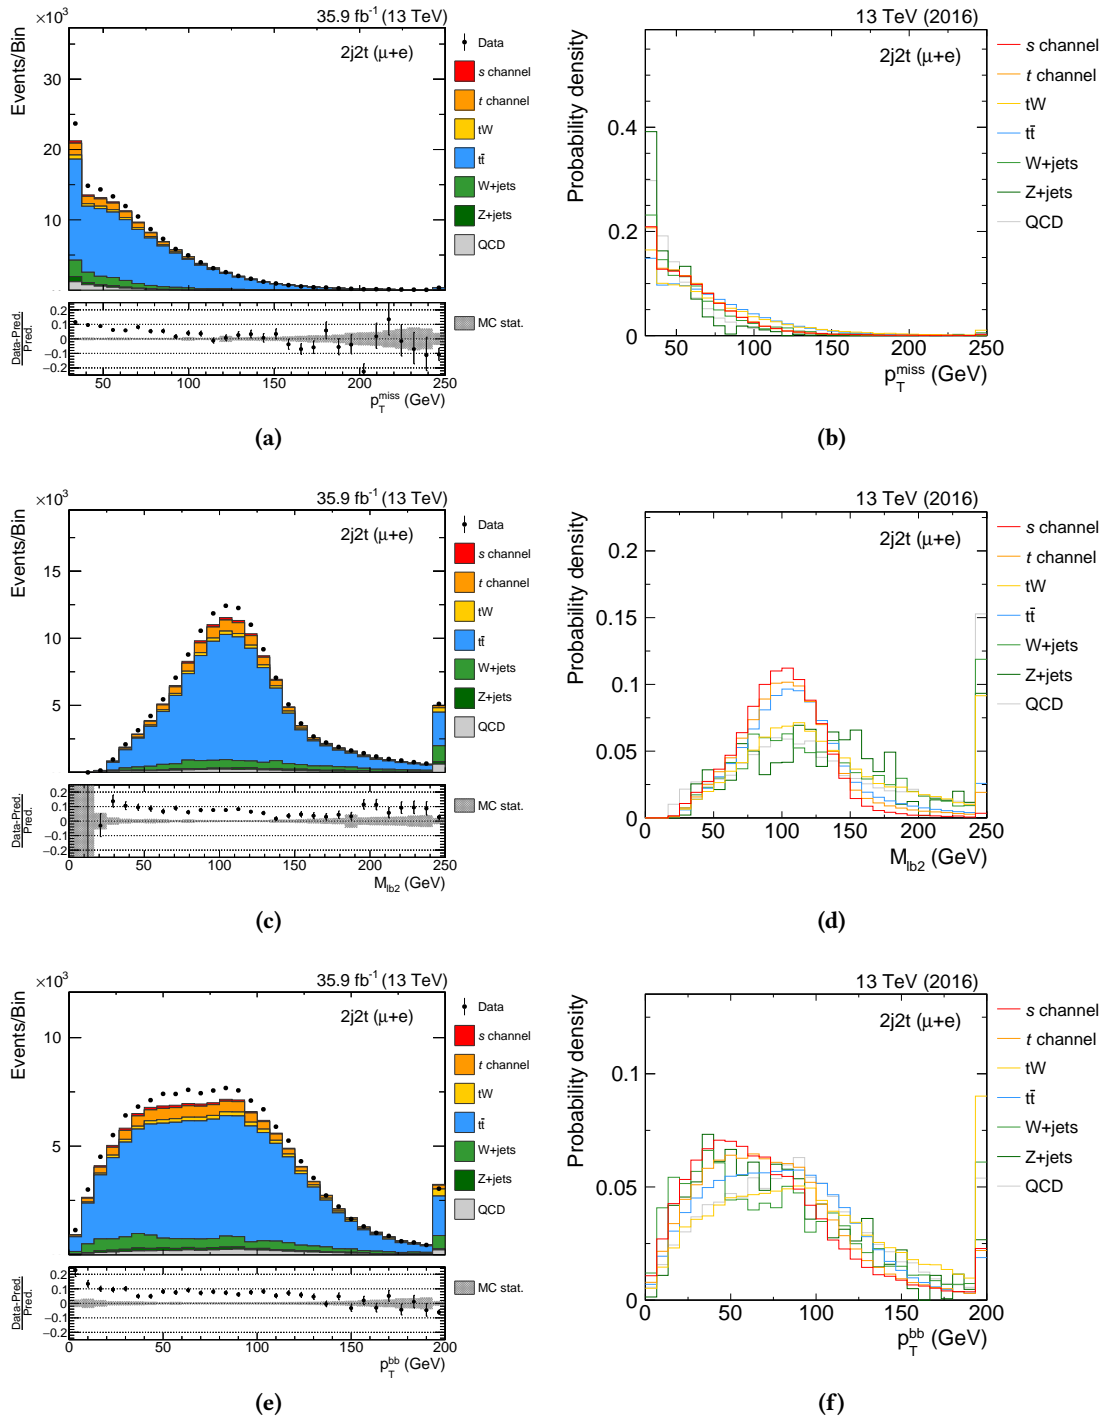 ×10³
35.9 fb⁻¹ (13 TeV)
Events/Bin
2j2t (μ+e)
30
20
10
Data
s channel
t channel
tW
tt̄
W+jets
Z+jets
QCD
Data-Pred.
Pred.
0.2
0.1
0
−0.1
−0.2
MC stat.
50 100 150 200 250
p_T^miss (GeV)
(a)
13 TeV (2016)
Probability density
2j2t (μ+e)
0.4
0.2
0
s channel
t channel
tW
tt̄
W+jets
Z+jets
QCD
50 100 150 200 250
p_T^miss (GeV)
(b)
×10³
35.9 fb⁻¹ (13 TeV)
Events/Bin
2j2t (μ+e)
15
10
5
Data
s channel
t channel
tW
tt̄
W+jets
Z+jets
QCD
Data-Pred.
Pred.
0.2
0.1
0
−0.1
−0.2
MC stat.
0 50 100 150 200 250
M_lb2 (GeV)
(c)
13 TeV (2016)
Probability density
2j2t (μ+e)
0.2
0.15
0.1
0.05
0
s channel
t channel
tW
tt̄
W+jets
Z+jets
QCD
0 50 100 150 200 250
M_lb2 (GeV)
(d)
×10³
35.9 fb⁻¹ (13 TeV)
Events/Bin
2j2t (μ+e)
10
5
Data
s channel
t channel
tW
tt̄
W+jets
Z+jets
QCD
Data-Pred.
Pred.
0.2
0.1
0
−0.1
−0.2
MC stat.
0 50 100 150 200
p_T^bb (GeV)
(e)
13 TeV (2016)
Probability density
2j2t (μ+e)
0.1
0.05
0
s channel
t channel
tW
tt̄
W+jets
Z+jets
QCD
0 50 100 150 200
p_T^bb (GeV)
(f)